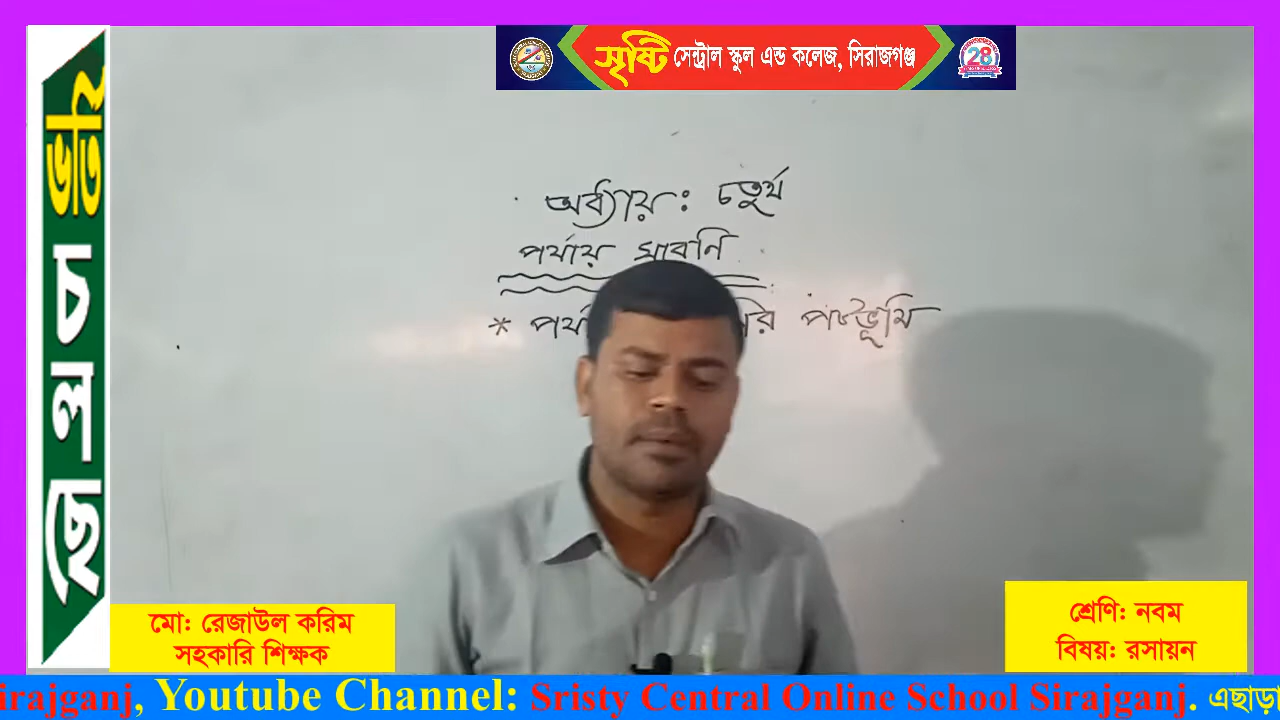 সৃষ্টি সেন্ট্রাল স্কুল এন্ড কলেজ, সিরাজগঞ্জ
28
ভর্তি চলছে
অধ্যায়: চতুর্থ
পর্যায় সারনি
* পর্যা রি পটভূমি
মো: রেজাউল করিম
সহকারি শিক্ষক
শ্রেণি: নবম
বিষয়: রসায়ন
irajganj, Youtube Channel: Sristy Central Online School Sirajganj. এছাড়া